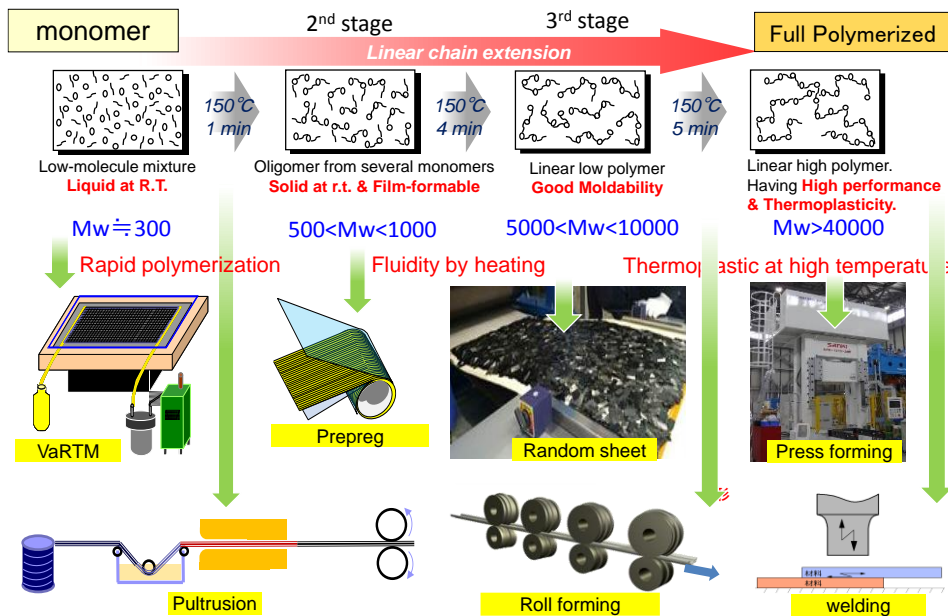 monomer
2nd stage
3rd stage
Full Polymerized
Linear chain extension
150℃
1 min
150℃
4 min
150℃
5 min
Low-molecule mixture
Liquid at R.T.
Oligomer from several monomers
Solid at r.t. & Film-formable
Linear low polymer
Good Moldability
Linear high polymer.
Having High performance
& Thermoplasticity.
Mw≒300
500<Mw<1000
5000<Mw<10000
Mw>40000
Rapid polymerization
Fluidity by heating
Thermoplastic at high temperature
VaRTM
Prepreg
Random sheet
Press forming
Pultrusion
Roll forming
welding